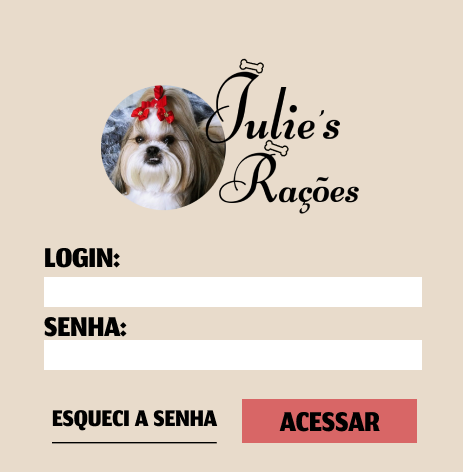 Julie's
Rações
LOGIN:
SENHA:
ESQUECI A SENHA
ACESSAR